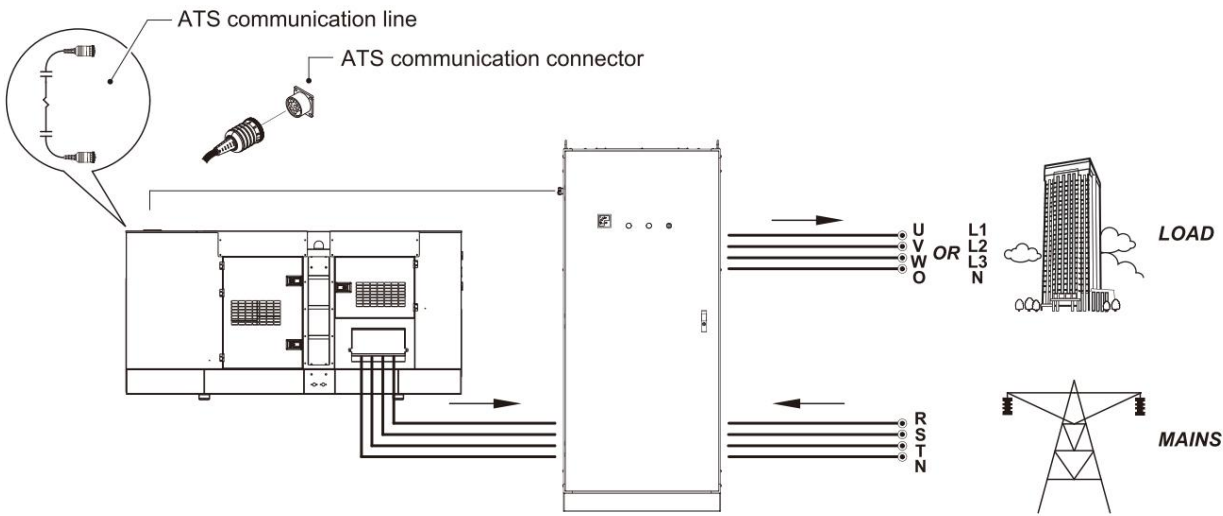 ATS communication line
ATS communication connector
U L1
V OR L2
W L3
O N
LOAD
R
S
T
N
MAINS